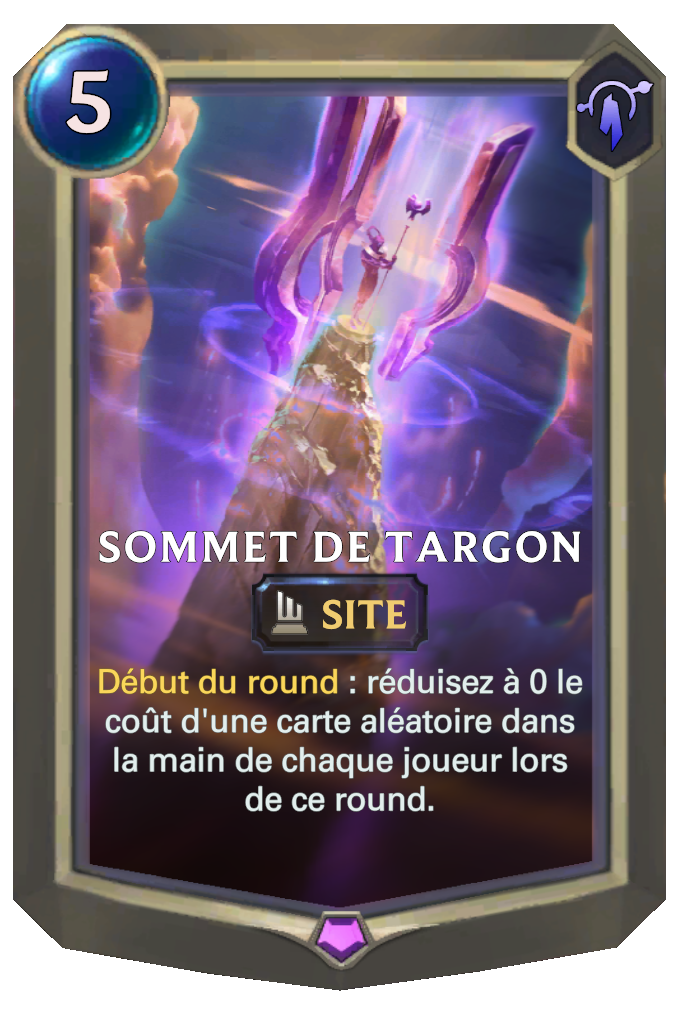 5
SOMMET DE TARGON
SITE
Début du round : réduisez à 0 le
coût d'une carte aléatoire dans
la main de chaque joueur lors
de ce round.